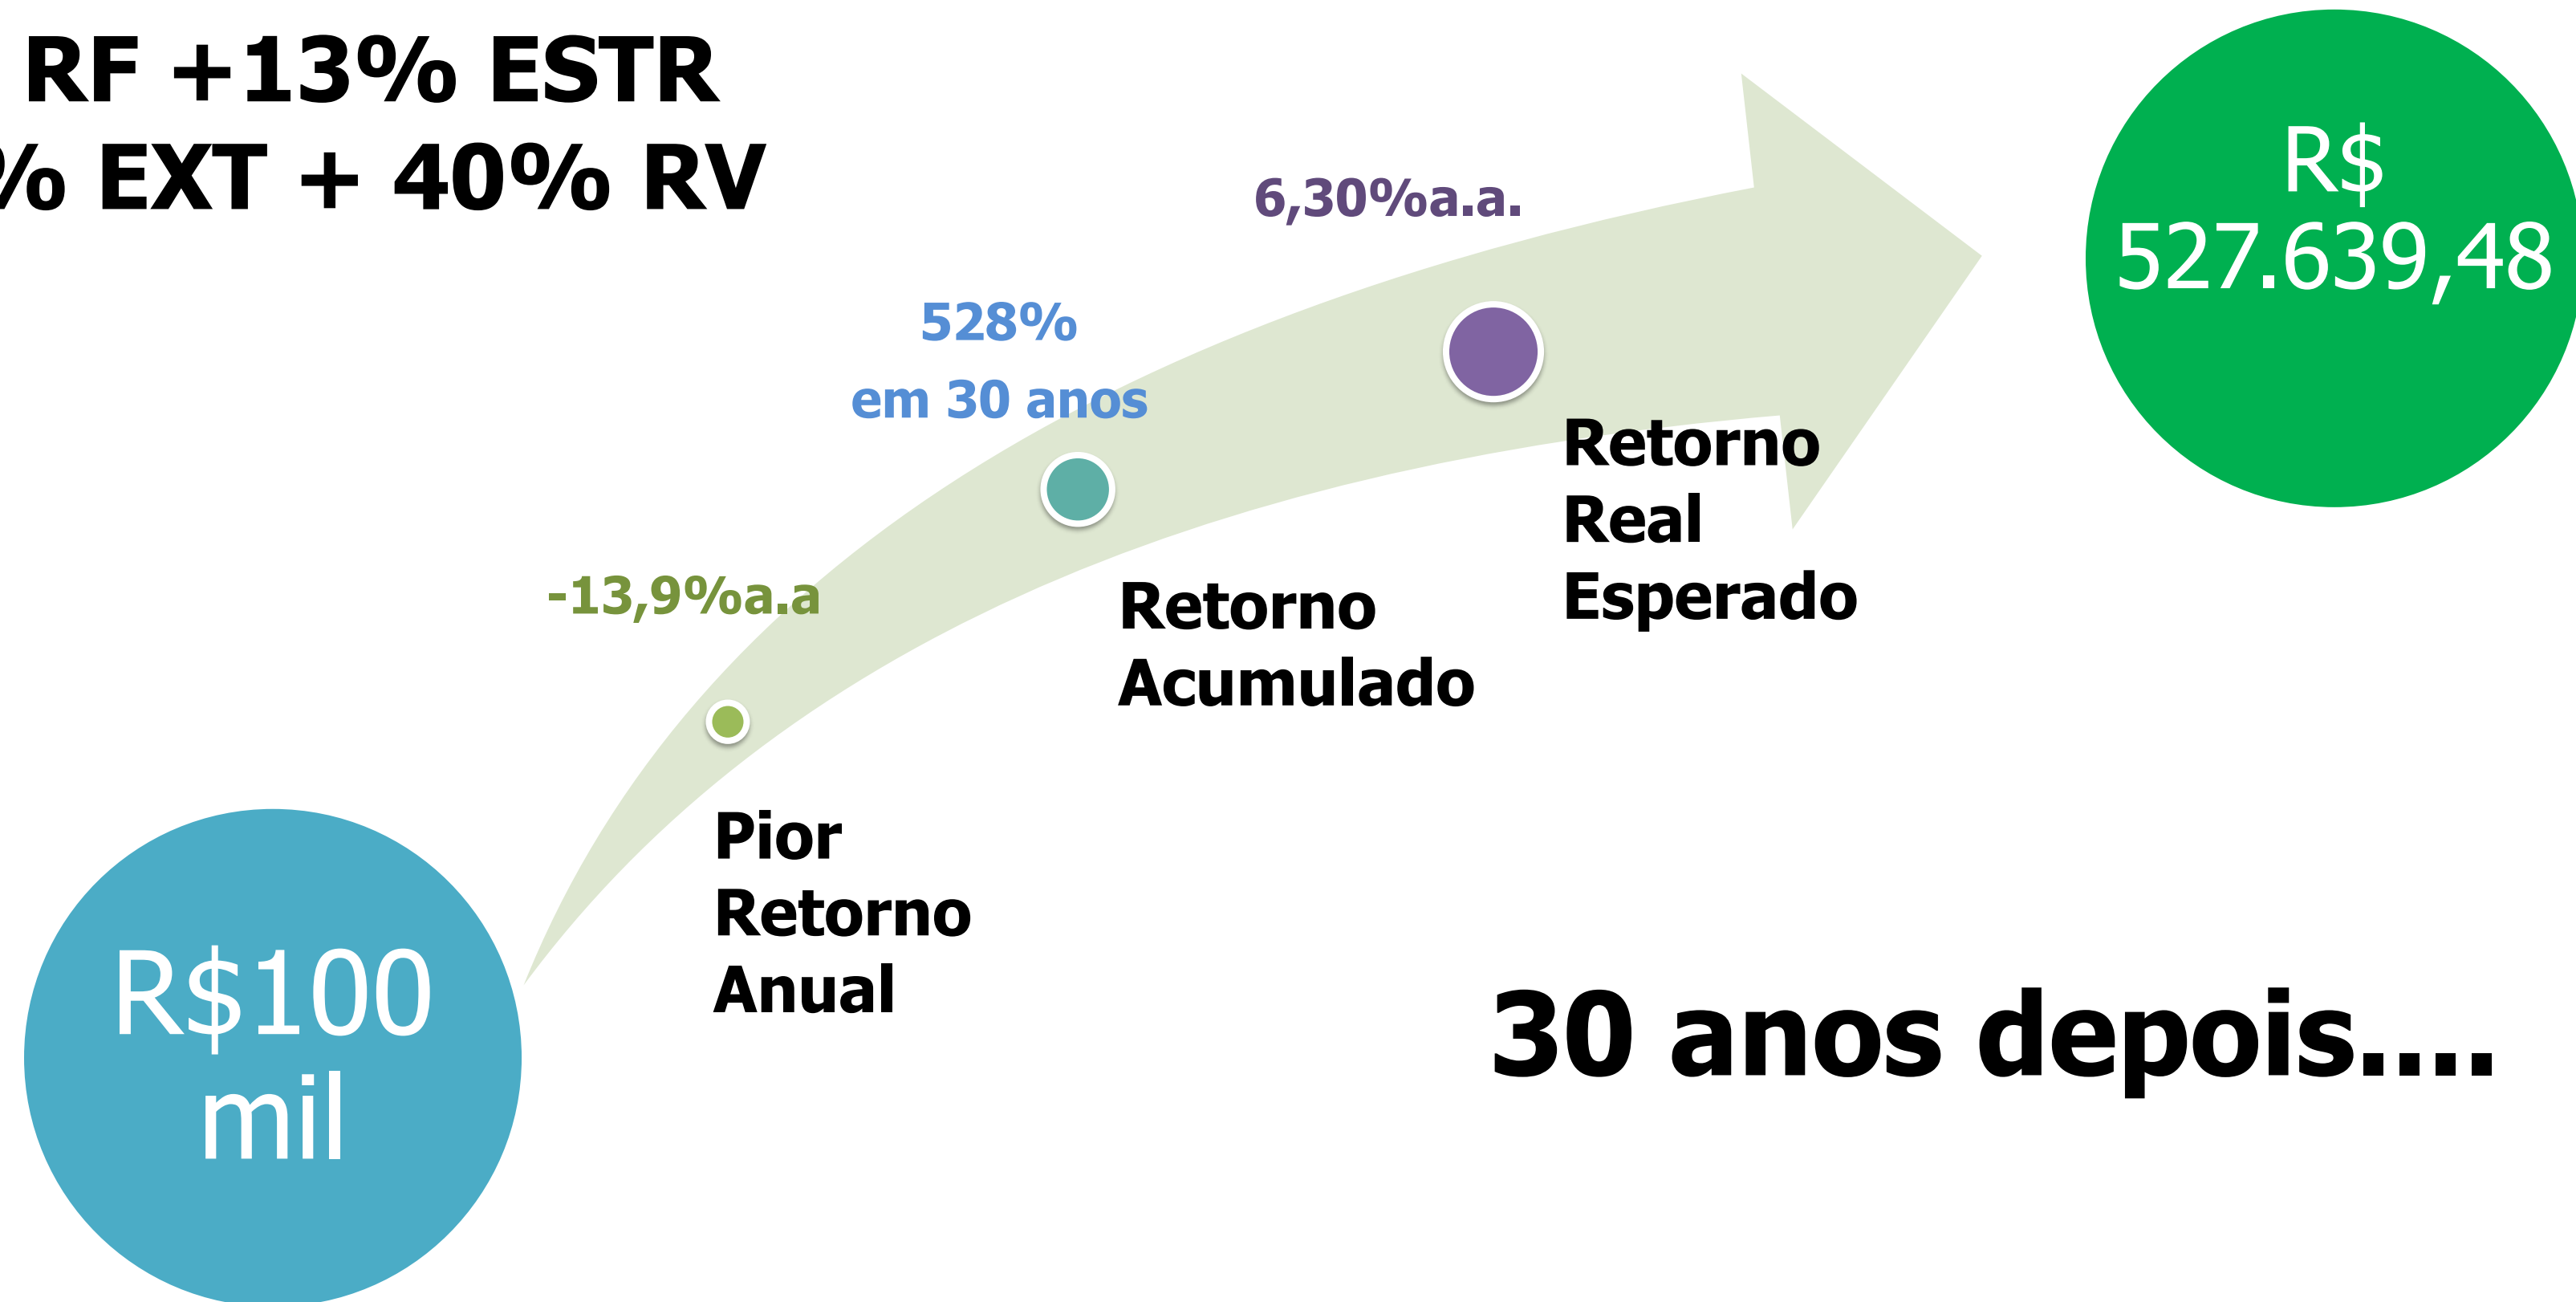 RF +13% ESTR
% EXT + 40% RV
6,30%a.a.
R$
527.639,48
528%
em 30 anos
Retorno
Real
Esperado
-13,9%a.a
Retorno
Acumulado
Pior
Retorno
Anual
R$100
mil
30 anos depois....